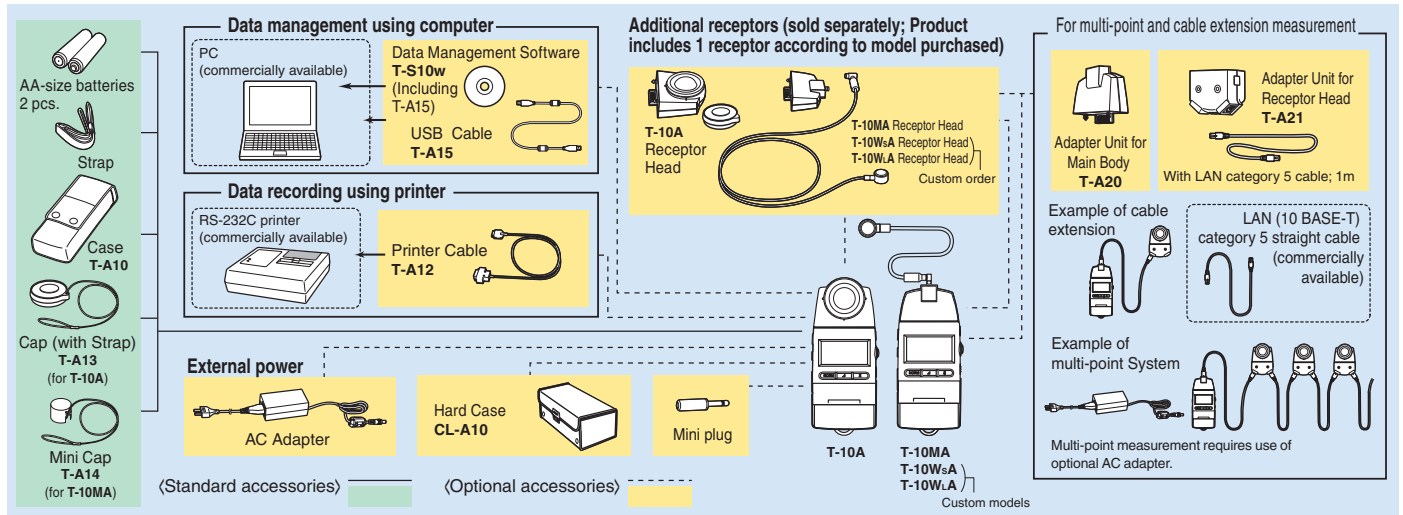 AA-size batteries
2 pcs.
Strap
Case
T-A10
Cap (with Strap)
T-A13
(for T-10A)
Mini Cap
T-A14
(for T-10MA)
Data management using computer
PC
(commercially available)
Data Management Software
T-S10w
(Including
T-A15)
USB Cable
T-A15
Data recording using printer
RS-232C printer
(commercially available)
Printer Cable
T-A12
External power
AC Adapter
Hard Case
CL-A10
Mini plug
〈Standard accessories〉
〈Optional accessories〉
Additional receptors (sold separately; Product
includes 1 receptor according to model purchased)
T-10A
Receptor
Head
T-10MA Receptor Head
T-10WsA Receptor Head
T-10WLA Receptor Head
Custom order
T-10A
T-10MA
T-10WsA
T-10WLA
Custom models
For multi-point and cable extension measurement
Adapter Unit for
Main Body
T-A20
Adapter Unit for
Receptor Head
T-A21
With LAN category 5 cable; 1m
Example of cable
extension
LAN (10 BASE-T)
category 5 straight cable
(commercially
available)
Example of
multi-point System
Multi-point measurement requires use of
optional AC adapter.